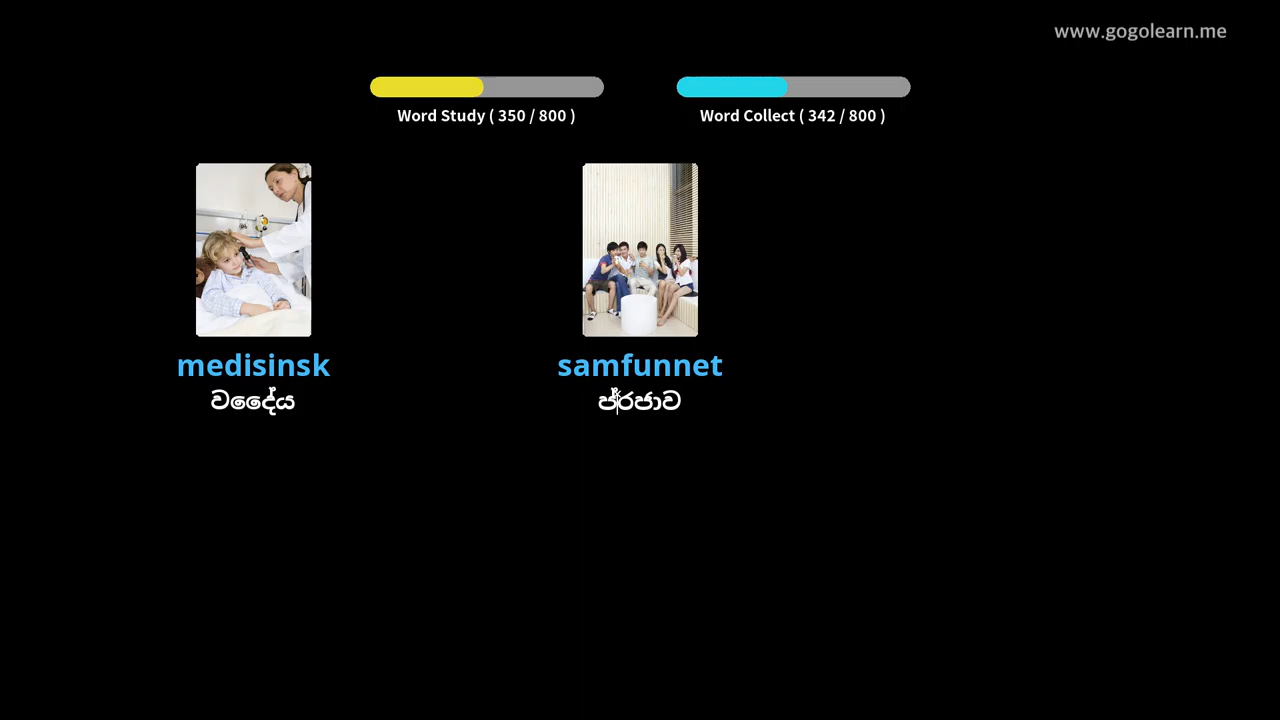 www.gogolearn.me
Word Study ( 350 / 800 )
Word Collect ( 342 / 800 )
medisinsk
samfunnet
වෛද්ය
ප්රජාව